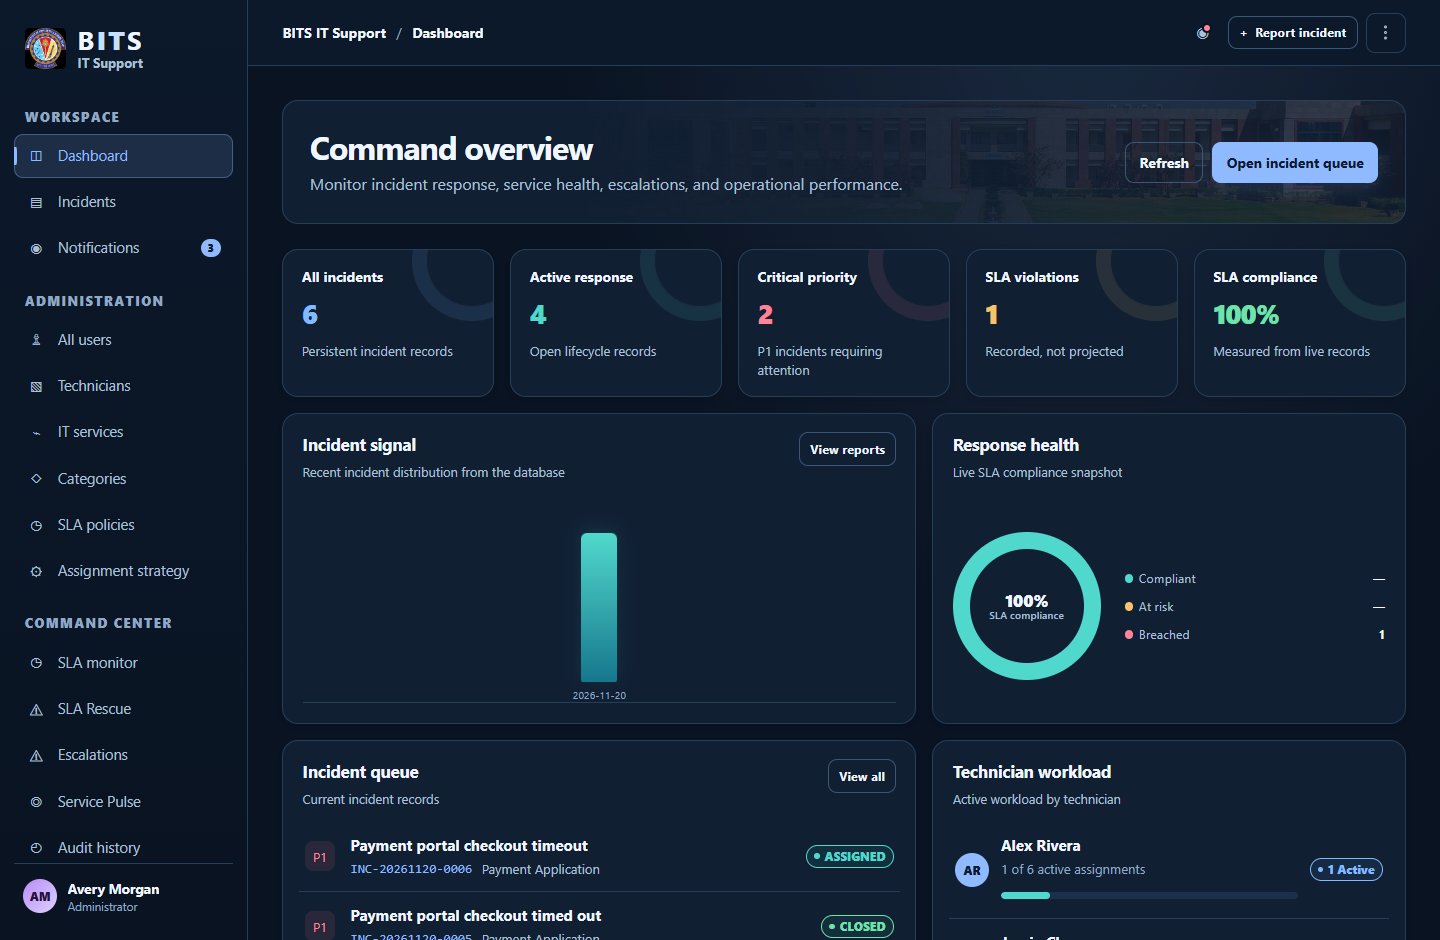 BITS
IT Support
WORKSPACE
Dashboard
Incidents
Notifications 3
ADMINISTRATION
All users
Technicians
IT services
Categories
SLA policies
Assignment strategy
COMMAND CENTER
SLA monitor
SLA Rescue
Escalations
Service Pulse
Audit history
AM
Avery Morgan
Administrator
BITS IT Support / Dashboard
+ Report incident
Command overview
Monitor incident response, service health, escalations, and operational performance.
Refresh
Open incident queue
All incidents
6
Persistent incident records
Active response
4
Open lifecycle records
Critical priority
2
P1 incidents requiring
attention
SLA violations
1
Recorded, not projected
SLA compliance
100%
Measured from live records
Incident signal
Recent incident distribution from the database
View reports
2026-11-20
Response health
Live SLA compliance snapshot
100%
SLA compliance
Compliant —
At risk —
Breached 1
Incident queue
Current incident records
View all
P1
Payment portal checkout timeout
INC-20261120-0006 Payment Application
ASSIGNED
P1
Payment portal checkout timed out
INC-20261120-0005 Payment Application
CLOSED
Technician workload
Active workload by technician
AR
Alex Rivera
1 of 6 active assignments
1 Active